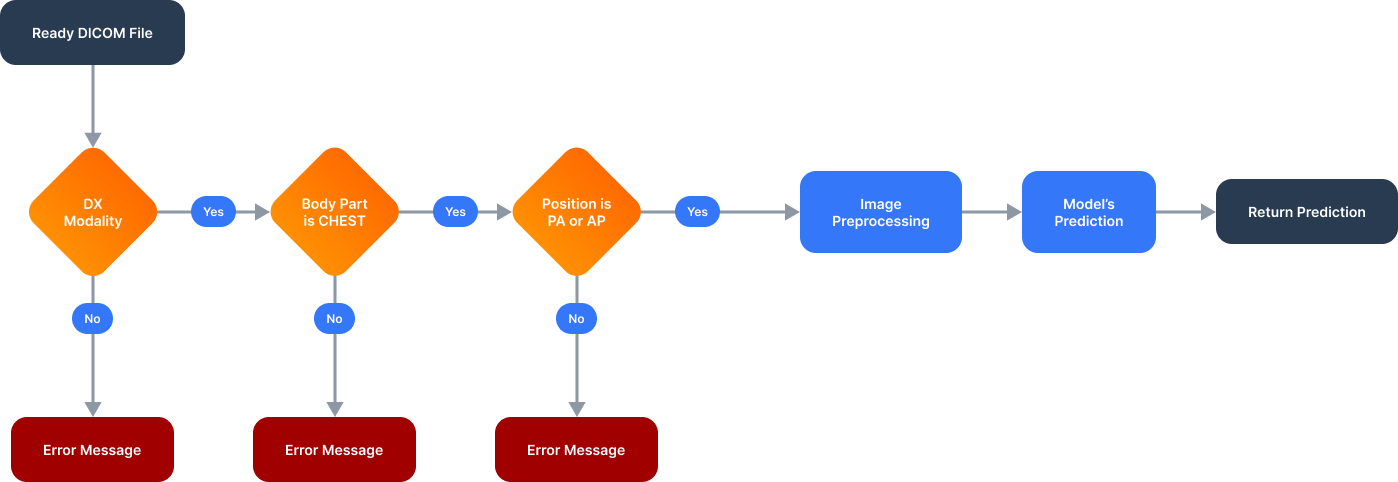 Ready DICOM File
DX
Modality
Yes
Body Part
is CHEST
Yes
Position is
PA or AP
Yes
Image
Preprocessing
Model's
Prediction
Return Prediction
No
No
No
Error Message
Error Message
Error Message